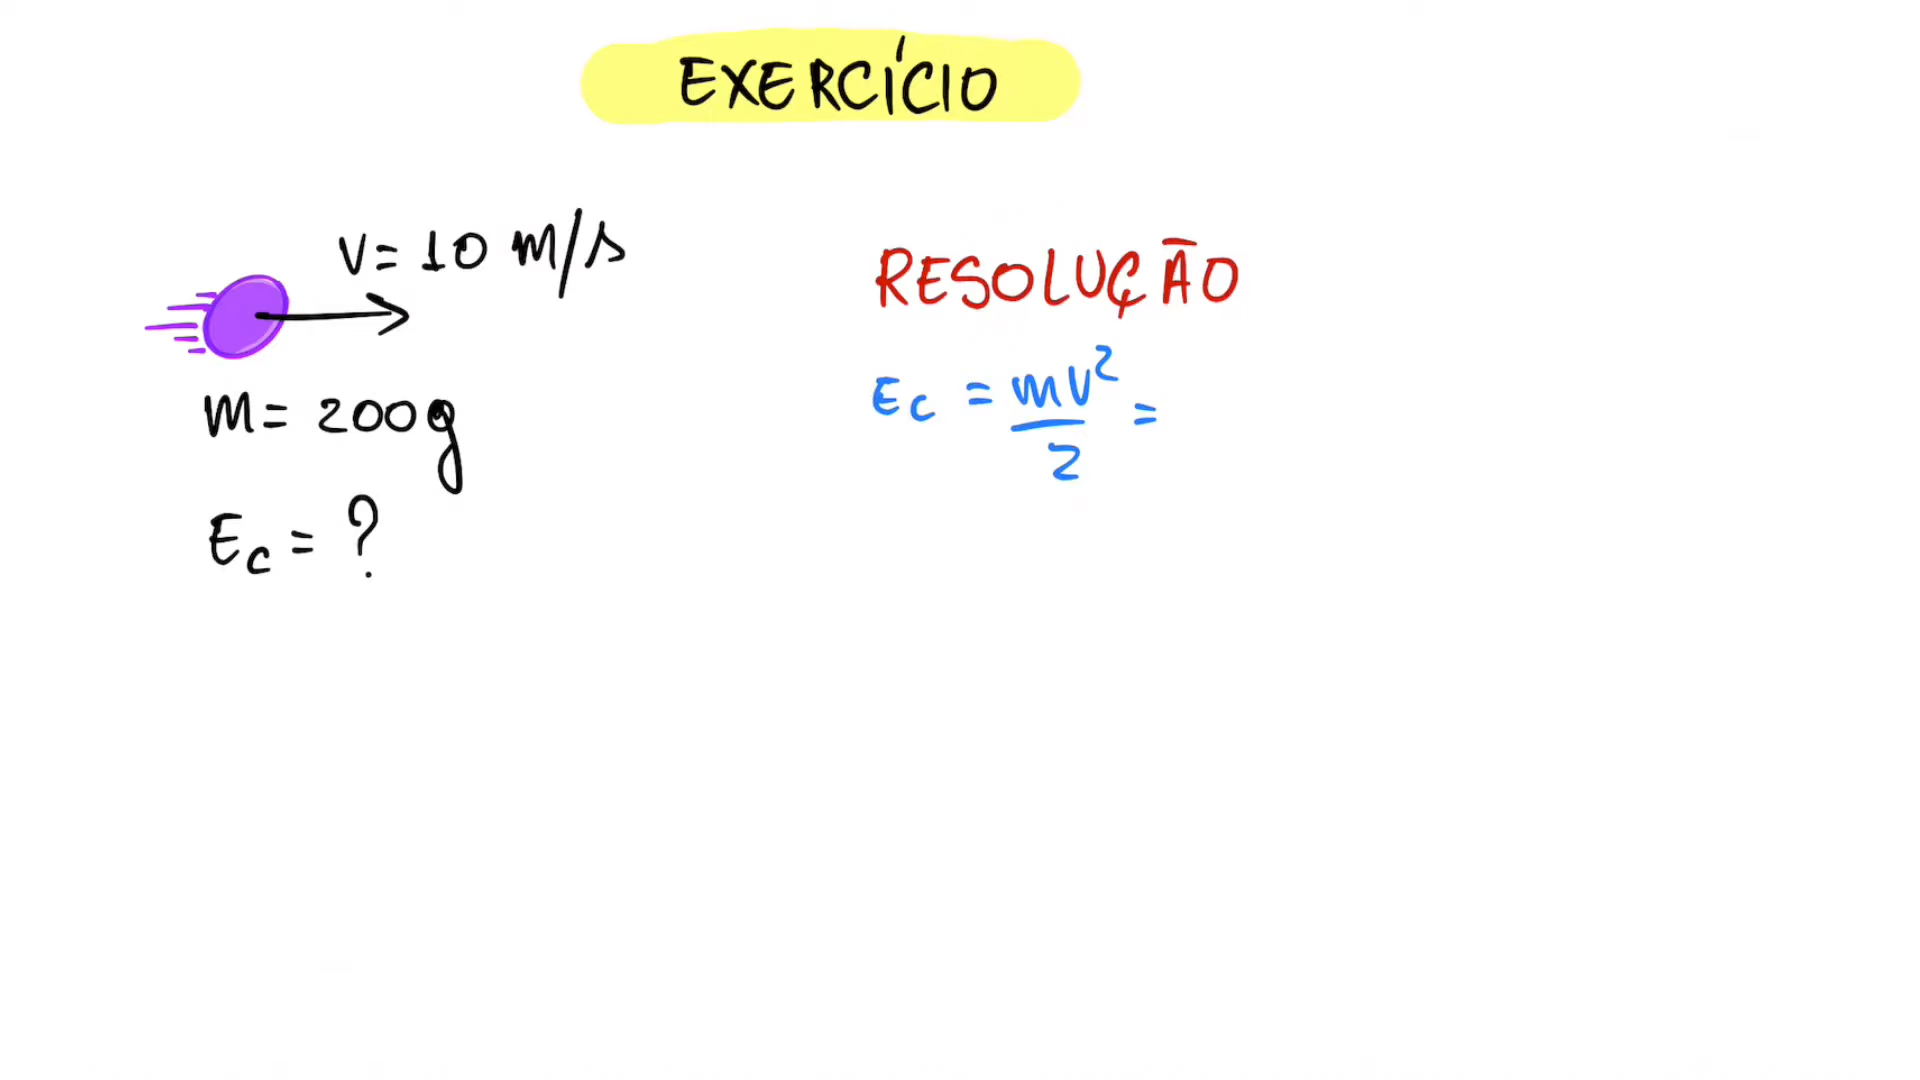 EXERCÍCIO
V= 10 m/s
m= 200g
Ec = ?
RESOLUÇÃO
Ec = mv²/2 =